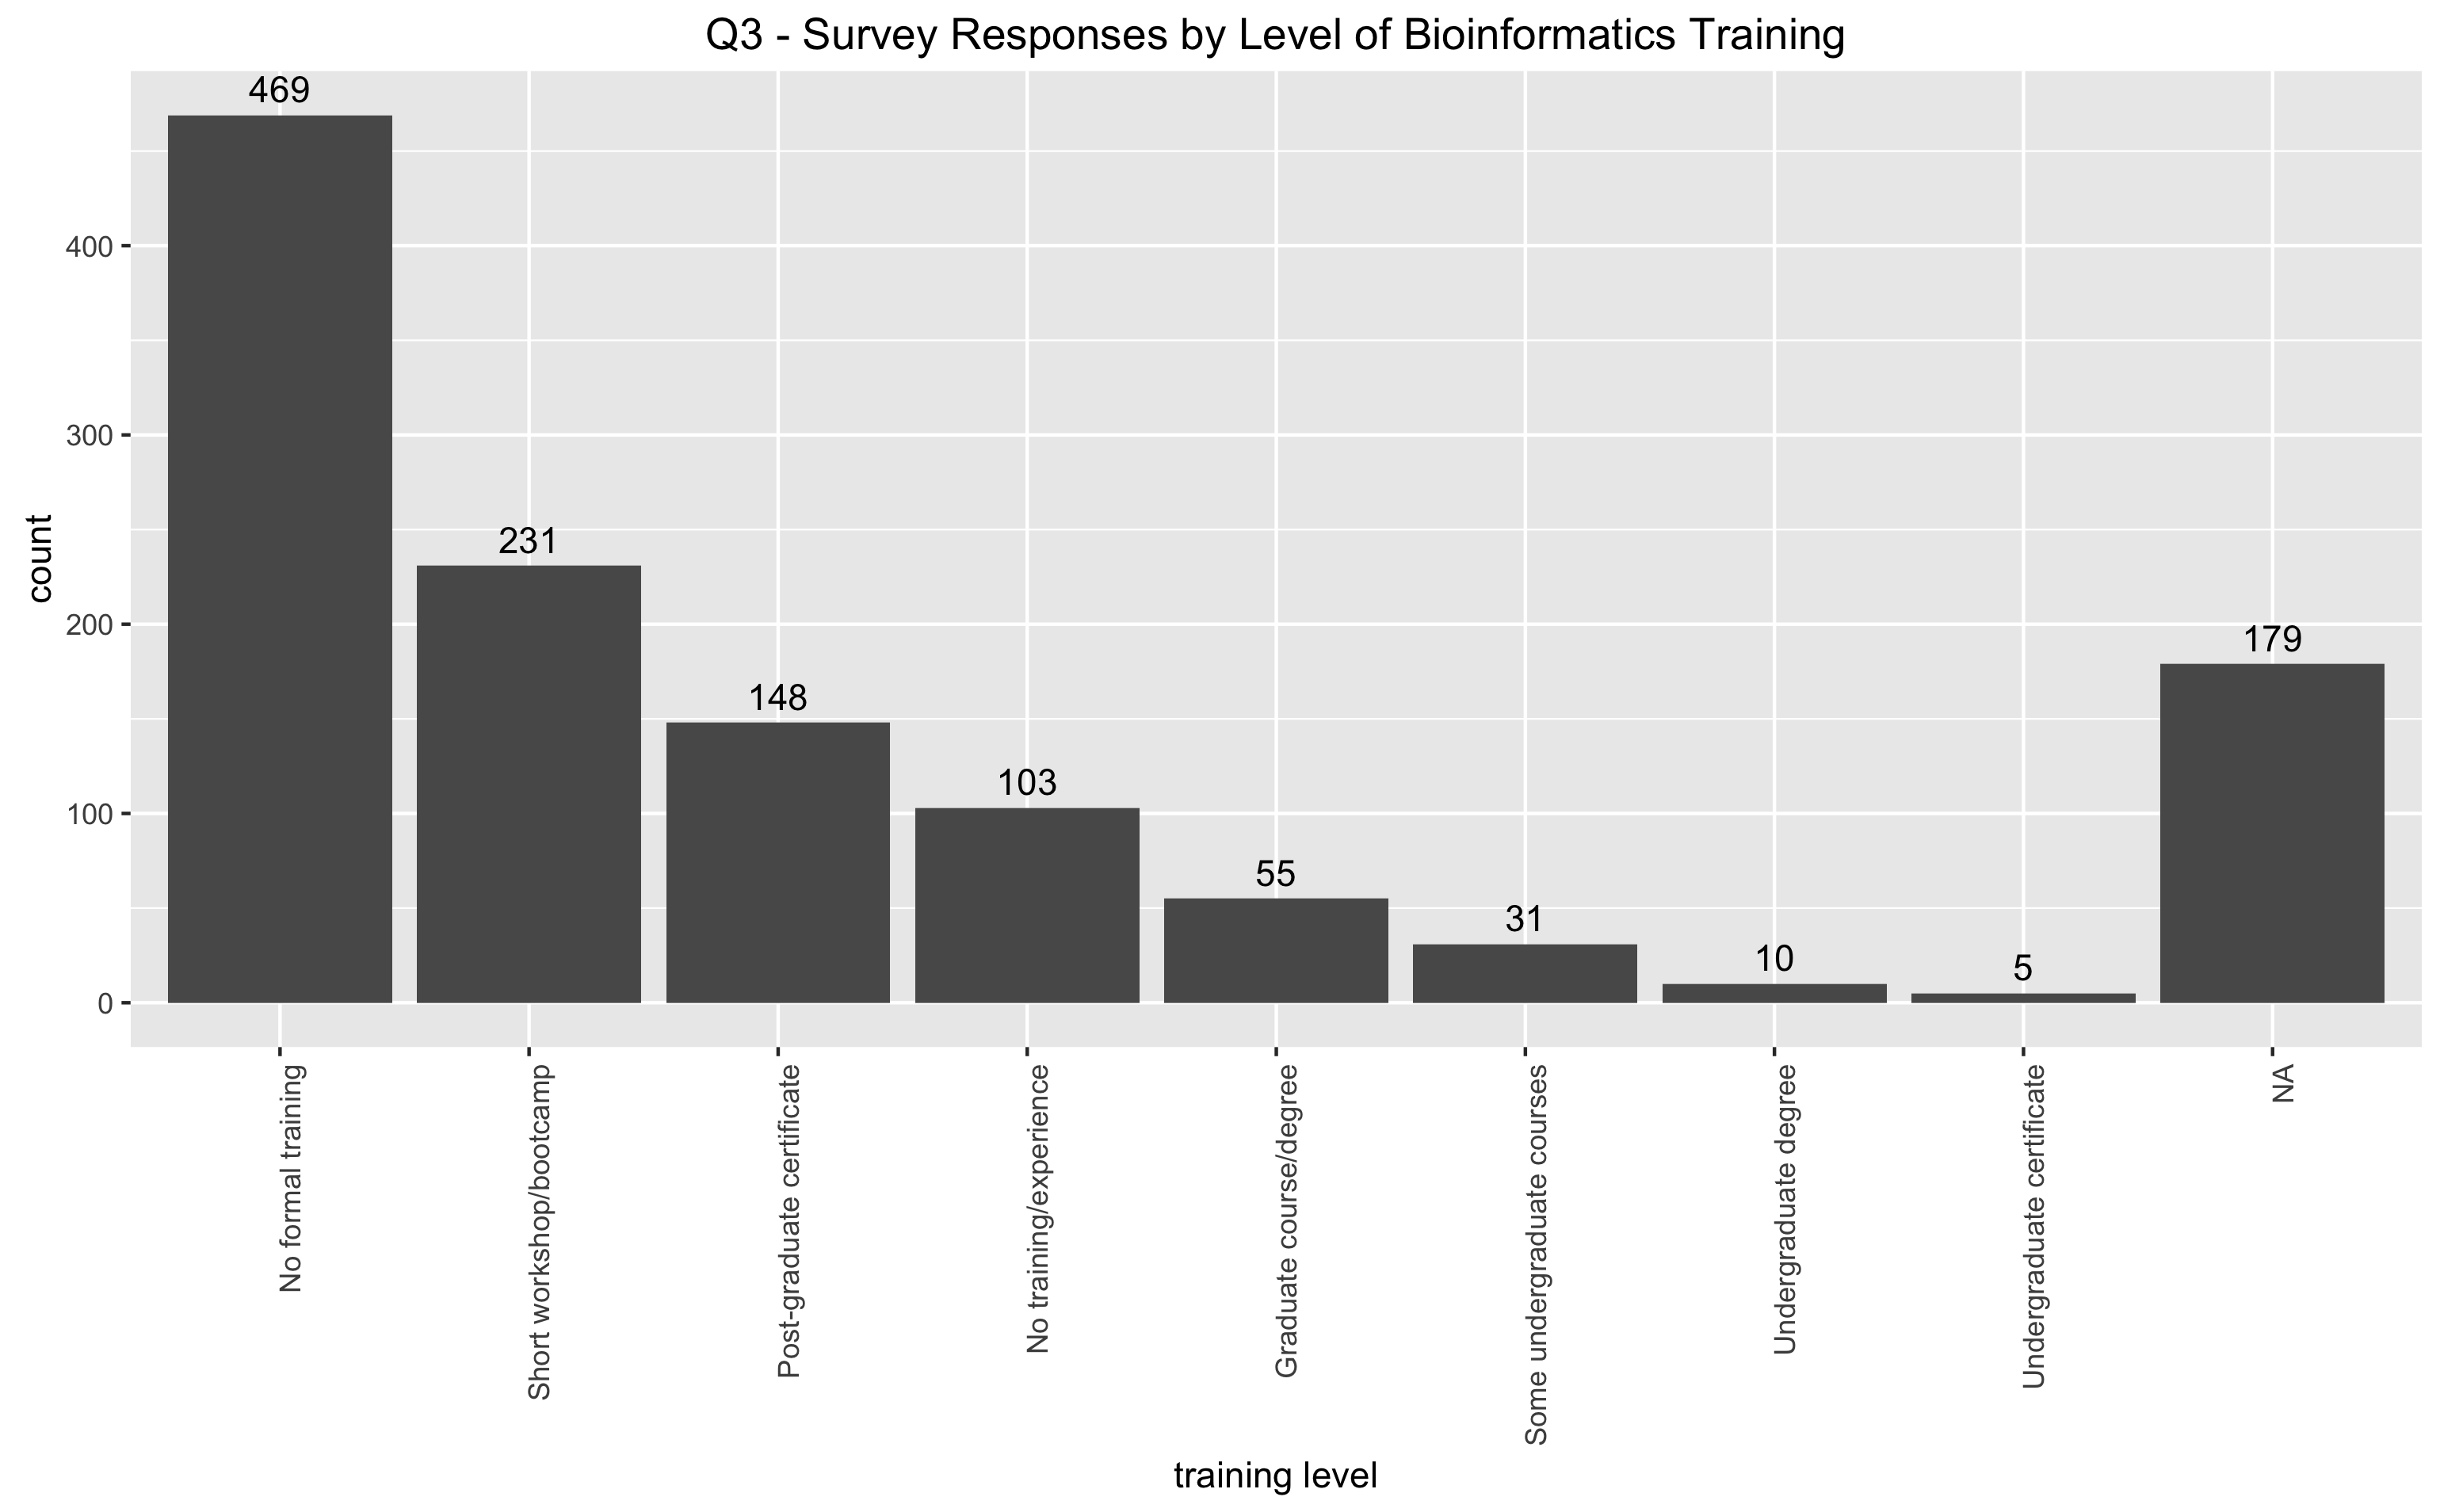 Q3 - Survey Responses by Level of Bioinformatics Training
469
231
148
103
55
31
10
5
179
400
300
200
100
0
count
No formal training
Short workshop/bootcamp
Post-graduate certificate
No training/experience
Graduate course/degree
Some undergraduate courses
Undergraduate degree
Undergraduate certificate
NA
training level